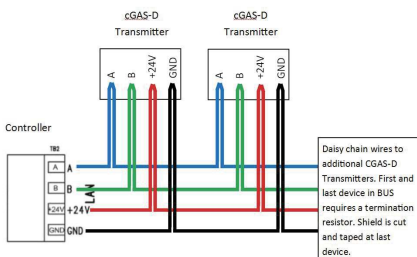 cGAS-D
Transmitter
cGAS-D
Transmitter
A
B
+24V
GND
A
B
+24V
GND
Controller
TB2
A
A
B
B
LAN
+24V
+24V
GND
GND
Daisy chain wires to
additional CGAS-D
Transmitters. First and
last device in BUS
requires a termination
resistor. Shield is cut
and taped at last
device.